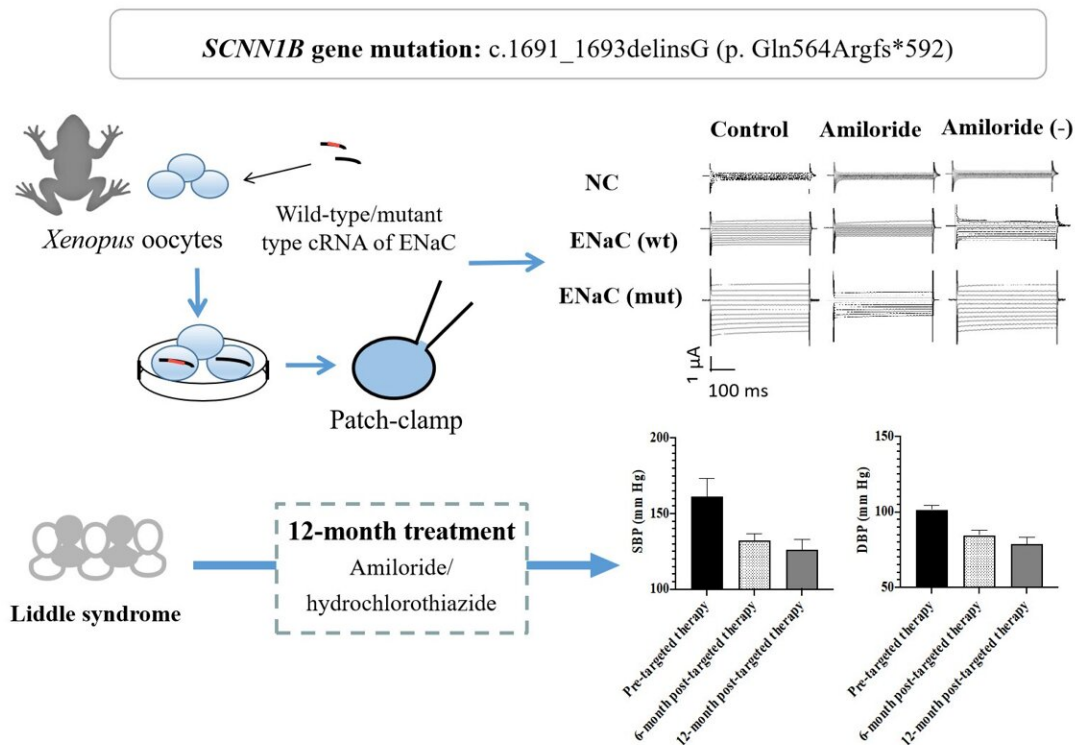 SCNN1B gene mutation: c.1691_1693delinsG (p. Gln564Argfs*592)
Xenopus oocytes
Wild-type/mutant
type cRNA of ENaC
Patch-clamp
Control Amiloride Amiloride (-)
NC
ENaC (wt)
ENaC (mut)
1 µA
100 ms
Liddle syndrome
12-month treatment
Amiloride/
hydrochlorothiazide
SBP (mm Hg)
200
150
100
Pre-targeted therapy
6-month post-targeted therapy
12-month post-targeted therapy
DBP (mm Hg)
150
100
50
Pre-targeted therapy
6-month post-targeted therapy
12-month post-targeted therapy